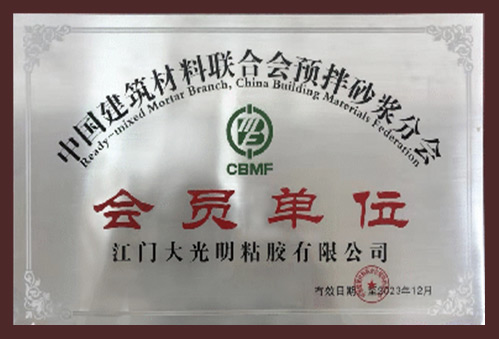 中国建筑材料联合会预拌砂浆分会
Ready-mixed Mortar Branch, China Building Materials Federation
CBMF
会员单位
江门大光明粘胶有限公司
有效日期：至2023年12月